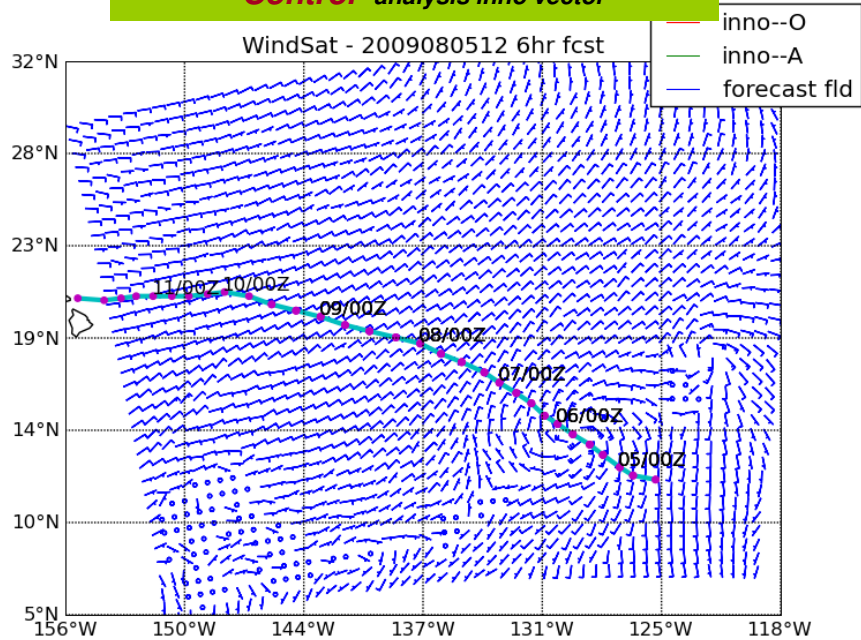 Control analysis inno vector
WindSat - 2009080512 6hr fcst
inno--O
inno--A
forecast fld
32°N
28°N
23°N
19°N
14°N
10°N
5°N
11/00Z
10/00Z
09/00Z
08/00Z
07/00Z
06/00Z
05/00Z
156°W
150°W
144°W
137°W
131°W
125°W
118°W